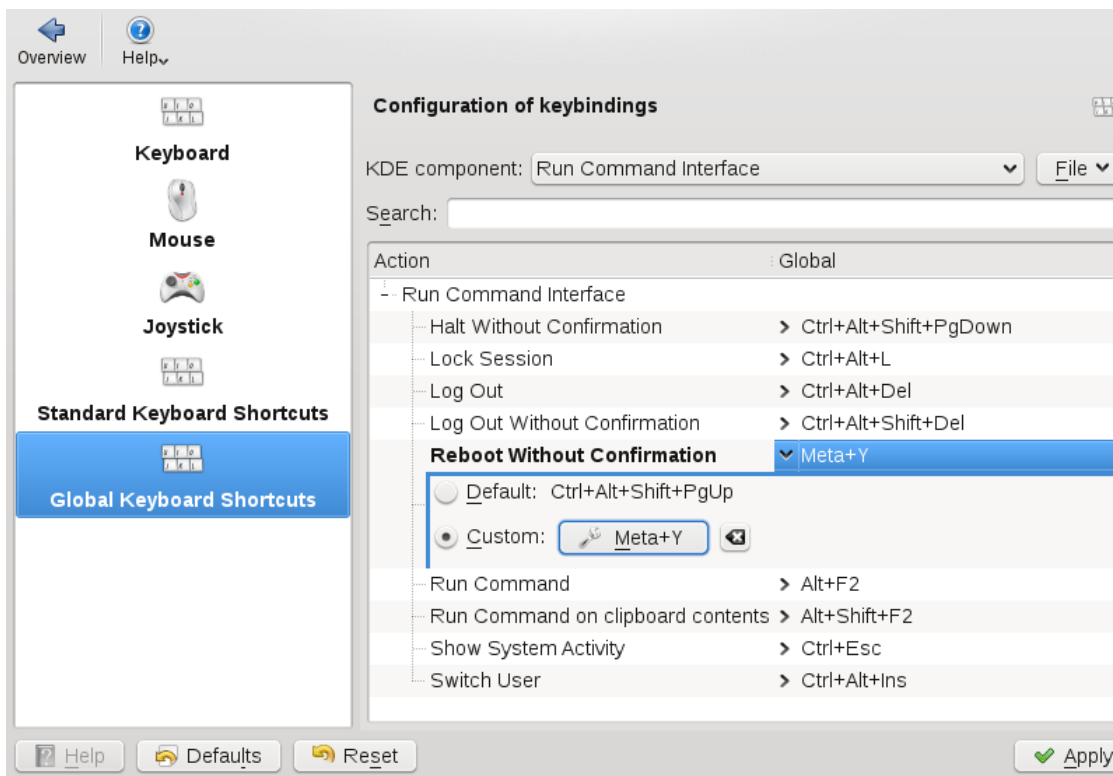 Overview Help
Keyboard
Mouse
Joystick
Standard Keyboard Shortcuts
Global Keyboard Shortcuts
Configuration of keybindings
KDE component: Run Command Interface File
Search:
Action Global
Run Command Interface
Halt Without Confirmation Ctrl+Alt+Shift+PgDown
Lock Session Ctrl+Alt+L
Log Out Ctrl+Alt+Del
Log Out Without Confirmation Ctrl+Alt+Shift+Del
Reboot Without Confirmation Meta+Y
Default: Ctrl+Alt+Shift+PgUp
Custom: Meta+Y
Run Command Alt+F2
Run Command on clipboard contents Alt+Shift+F2
Show System Activity Ctrl+Esc
Switch User Ctrl+Alt+Ins
Help Defaults Reset Apply